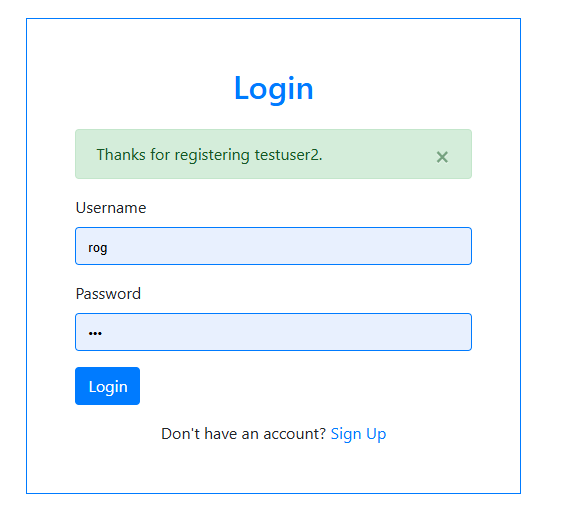 Login
Thanks for registering testuser2. ×
Username
rog
Password
•••
Login
Don't have an account? Sign Up